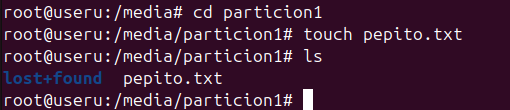 root@useru:/media# cd particion1
root@useru:/media/particion1# touch pepito.txt
root@useru:/media/particion1# ls
lost+found  pepito.txt
root@useru:/media/particion1#